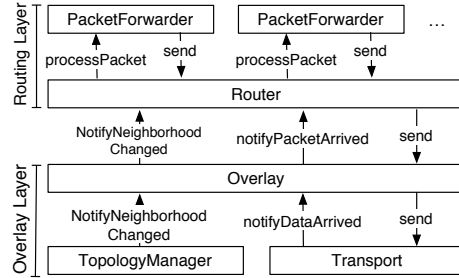 Routing Layer
PacketForwarder
PacketForwarder
...
processPacket
send
processPacket
send
Router
NotifyNeighborhood
Changed
notifyPacketArrived
send
Overlay Layer
Overlay
NotifyNeighborhood
Changed
notifyDataArrived
send
TopologyManager
Transport